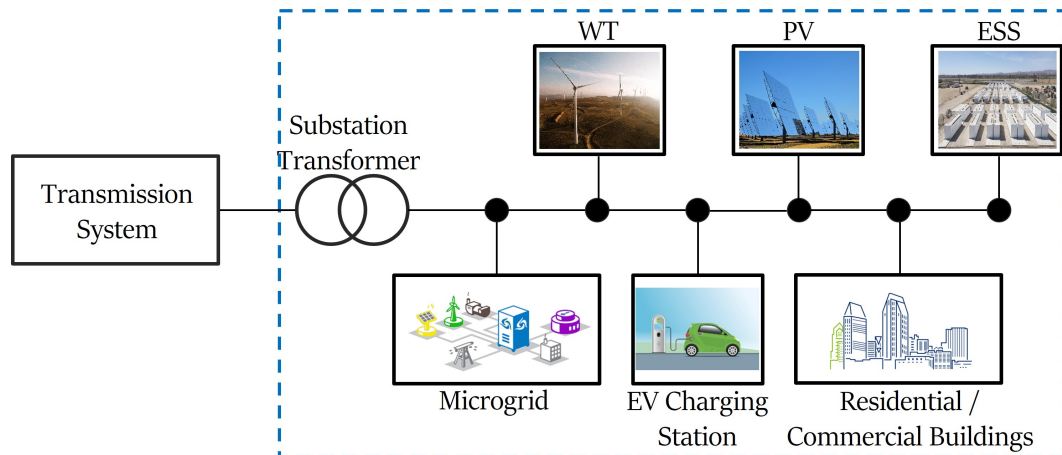 WT
PV
ESS
Substation
Transformer
Transmission
System
Microgrid
EV Charging
Station
Residential /
Commercial Buildings